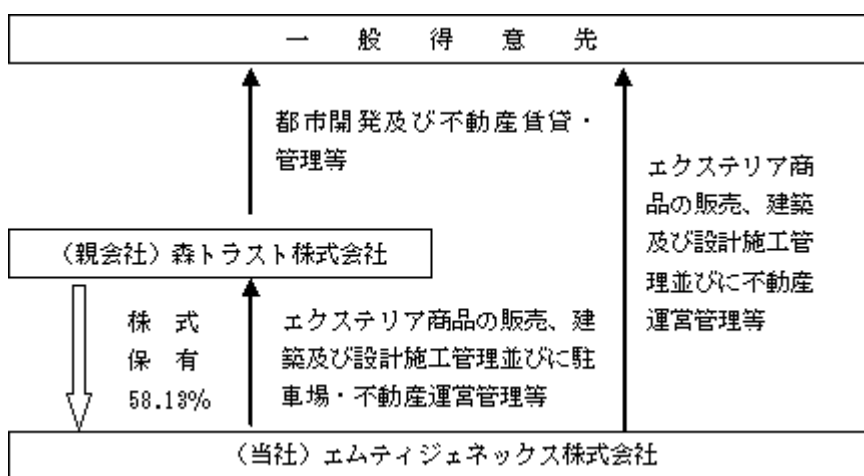 一般得意先
都市開発及び不動産賃貸・
管理等
ェクステリア商
品の販売、建築
及び設計施工管
理並びに不動産
運営管理等
（親会社）森トラスト株式会社
株式
保有
58.13%
ェクステリア商品の販売、建
築及び設計施工管理並びに駐
車場・不動産運営管理等
（当社）エムティジェネックス株式会社